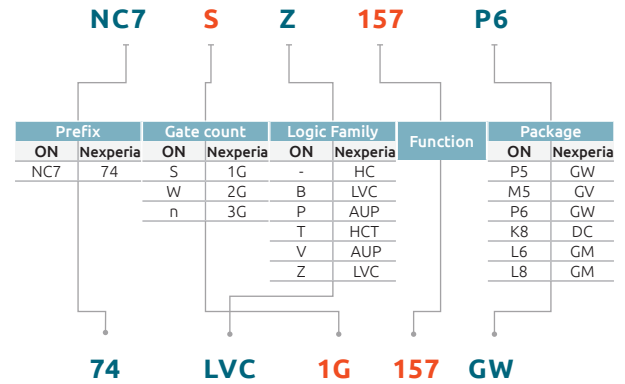 NC7 S Z 157 P6
Prefix Gate count Logic Family Function Package
ON Nexperia ON Nexperia ON Nexperia ON Nexperia
NC7 74 S 1G - HC P5 GW
W 2G B LVC M5 GV
n 3G P AUP P6 GW
T HCT K8 DC
V AUP L6 GM
Z LVC L8 GM
74 LVC 1G 157 GW